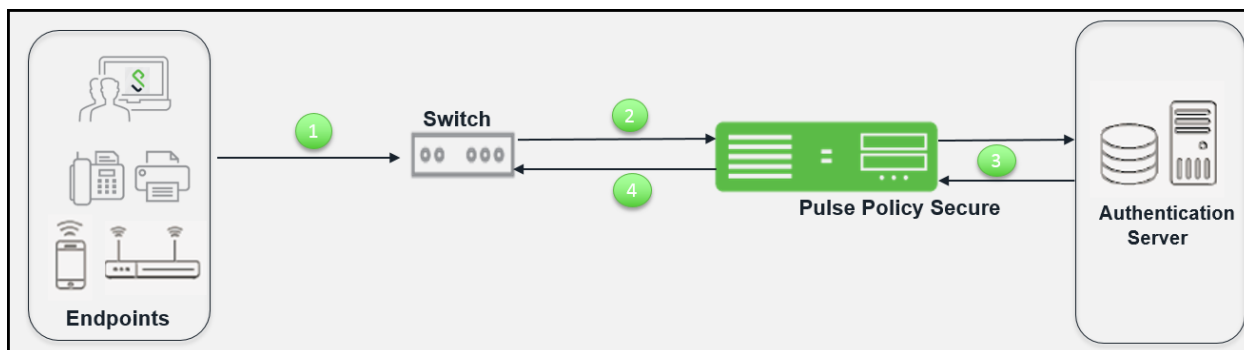 1
Switch
2
4
Pulse Policy Secure
3
Authentication
Server
Endpoints